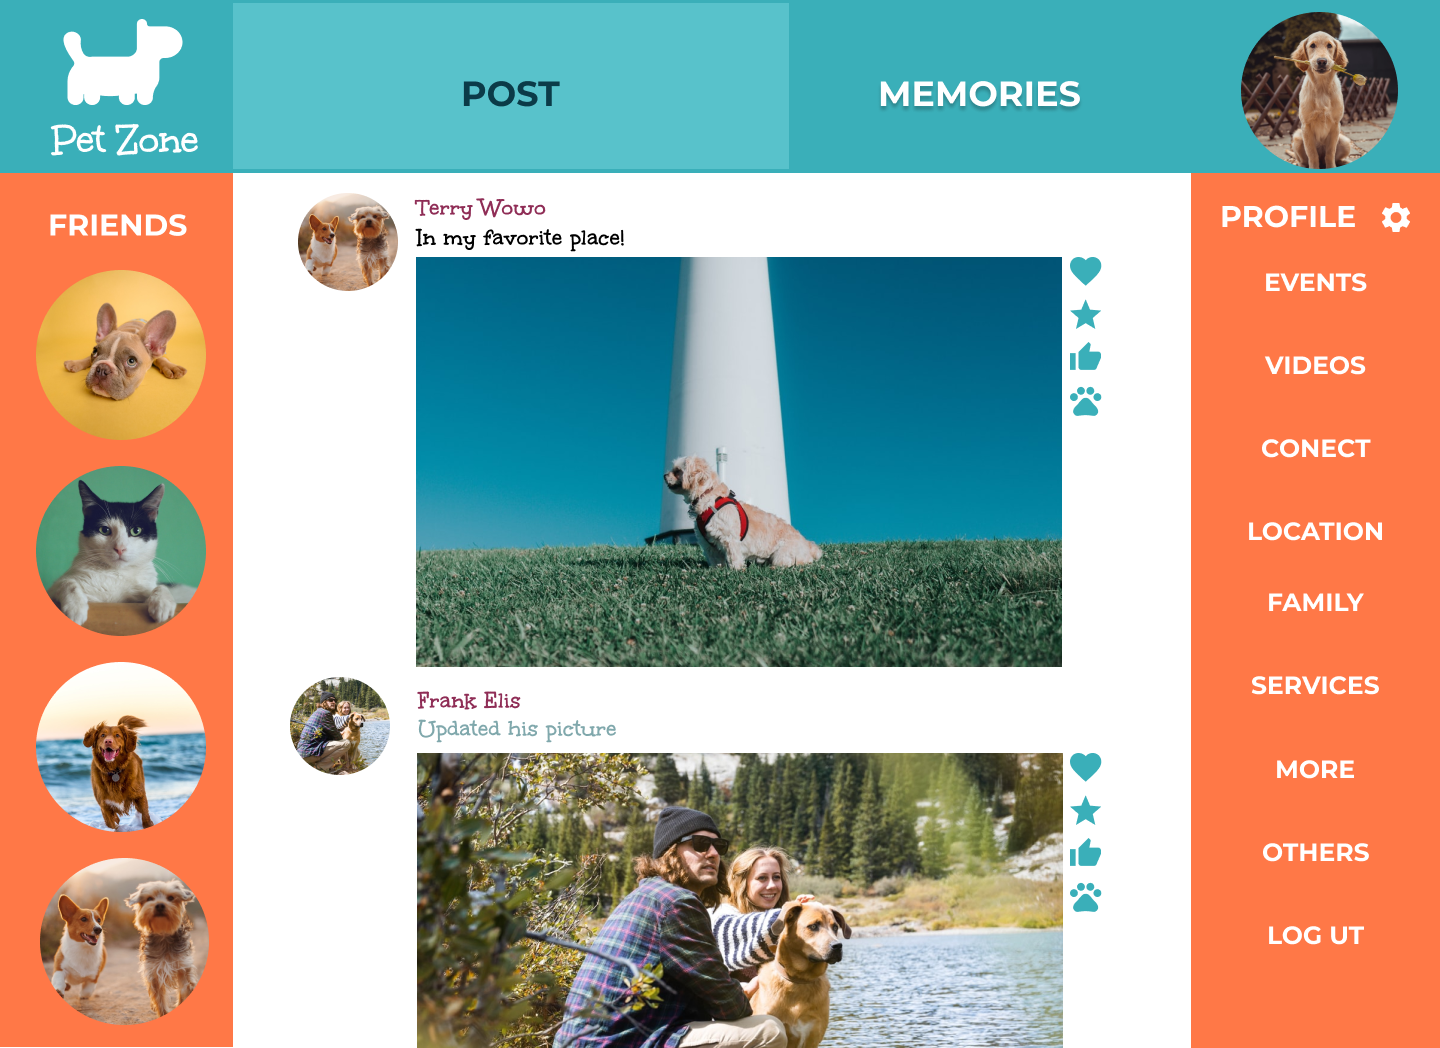 Pet Zone
POST
MEMORIES
FRIENDS
Terry Wowo
In my favorite place!
Frank Elis
Updated his picture
PROFILE
EVENTS
VIDEOS
CONECT
LOCATION
FAMILY
SERVICES
MORE
OTHERS
LOG UT